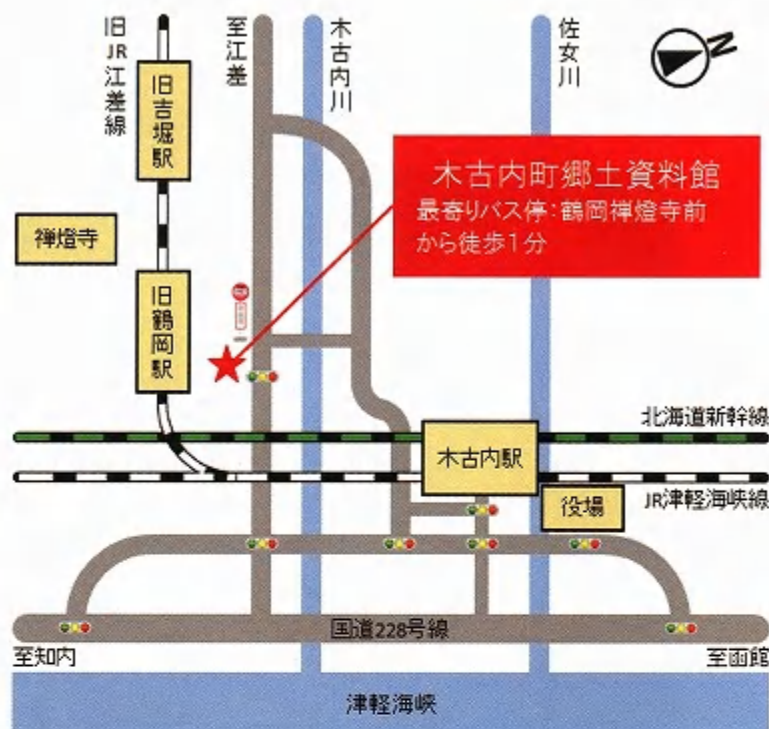 旧JR江差線
至江差
木古内川
佐女川
N
旧吉堀駅
木古内町郷土資料館
最寄りバス停:鶴岡禅燈寺前
から徒歩1分
禅燈寺
旧鶴岡駅
北海道新幹線
木古内駅
JR津軽海峡線
役場
国道228号線
至知内
至函館
津軽海峡